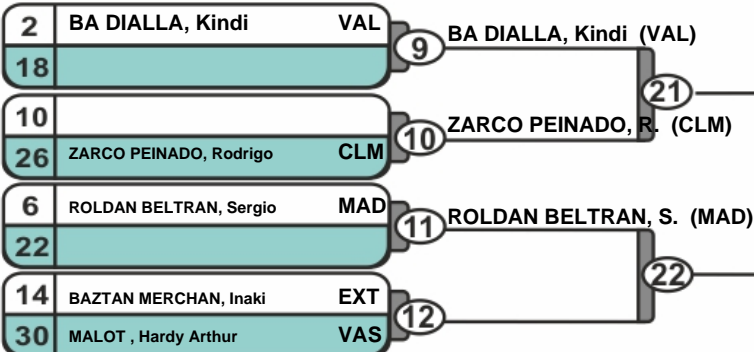 2 BA DIALLA, Kindi VAL
9 BA DIALLA, Kindi (VAL)
18
21
10
10 ZARCO PEINADO, R. (CLM)
26 ZARCO PEINADO, Rodrigo CLM
6 ROLDAN BELTRAN, Sergio MAD
11 ROLDAN BELTRAN, S. (MAD)
22
22
14 BAZTAN MERCHAN, Inaki EXT
12
30 MALOT , Hardy Arthur VAS